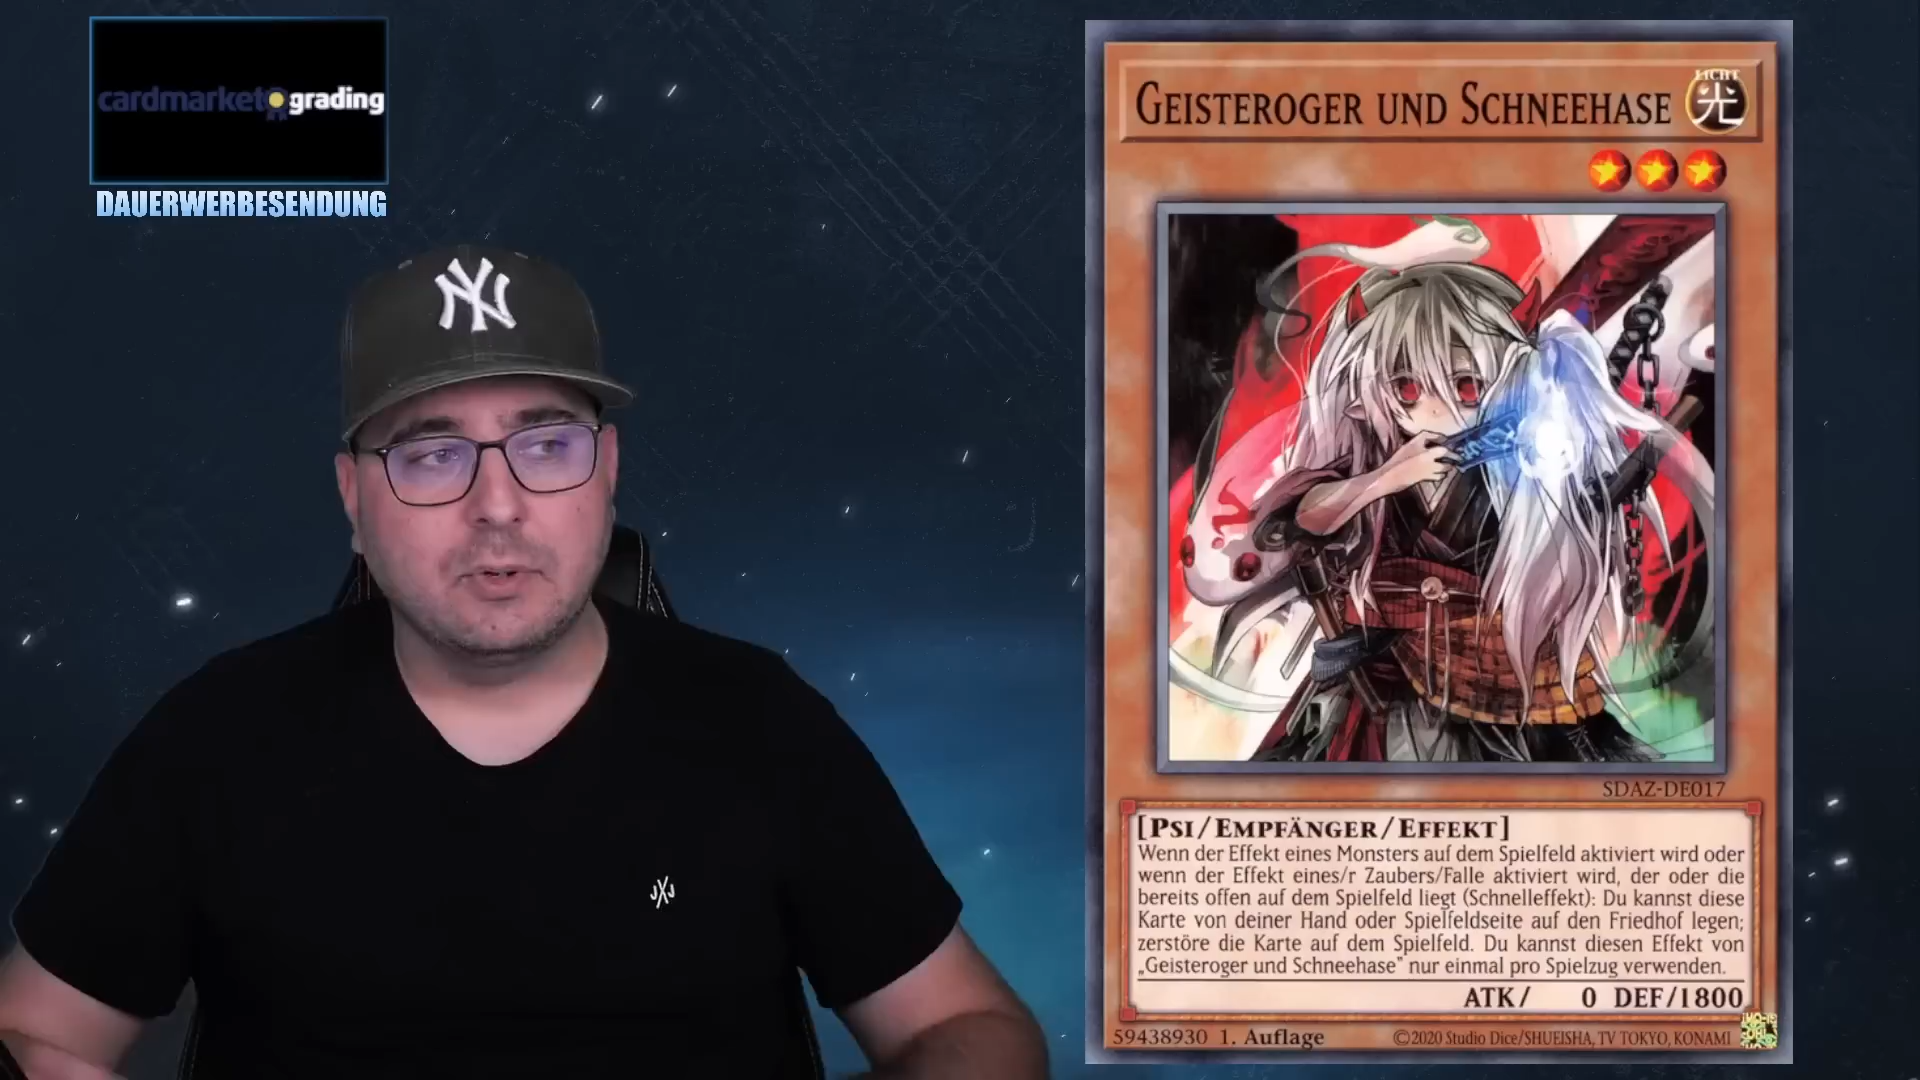 cardmarket grading
DAUERWERBESENDUNG
NY
JXJ
GEISTEROGER UND SCHNEEHASE
LICHT
光
SDAZ-DE017
[PSI/EMPFÄNGER/EFFEKT]
Wenn der Effekt eines Monsters auf dem Spielfeld aktiviert wird oder
wenn der Effekt eines/r Zaubers/Falle aktiviert wird, der oder die
bereits offen auf dem Spielfeld liegt (Schnelleffekt): Du kannst diese
Karte von deiner Hand oder Spielfeldseite auf den Friedhof legen;
zerstöre die Karte auf dem Spielfeld. Du kannst diesen Effekt von
„Geisteroger und Schneehase" nur einmal pro Spielzug verwenden.
ATK/ 0 DEF/1800
59438930 1. Auflage ©2020 Studio Dice/SHUEISHA, TV TOKYO, KONAMI